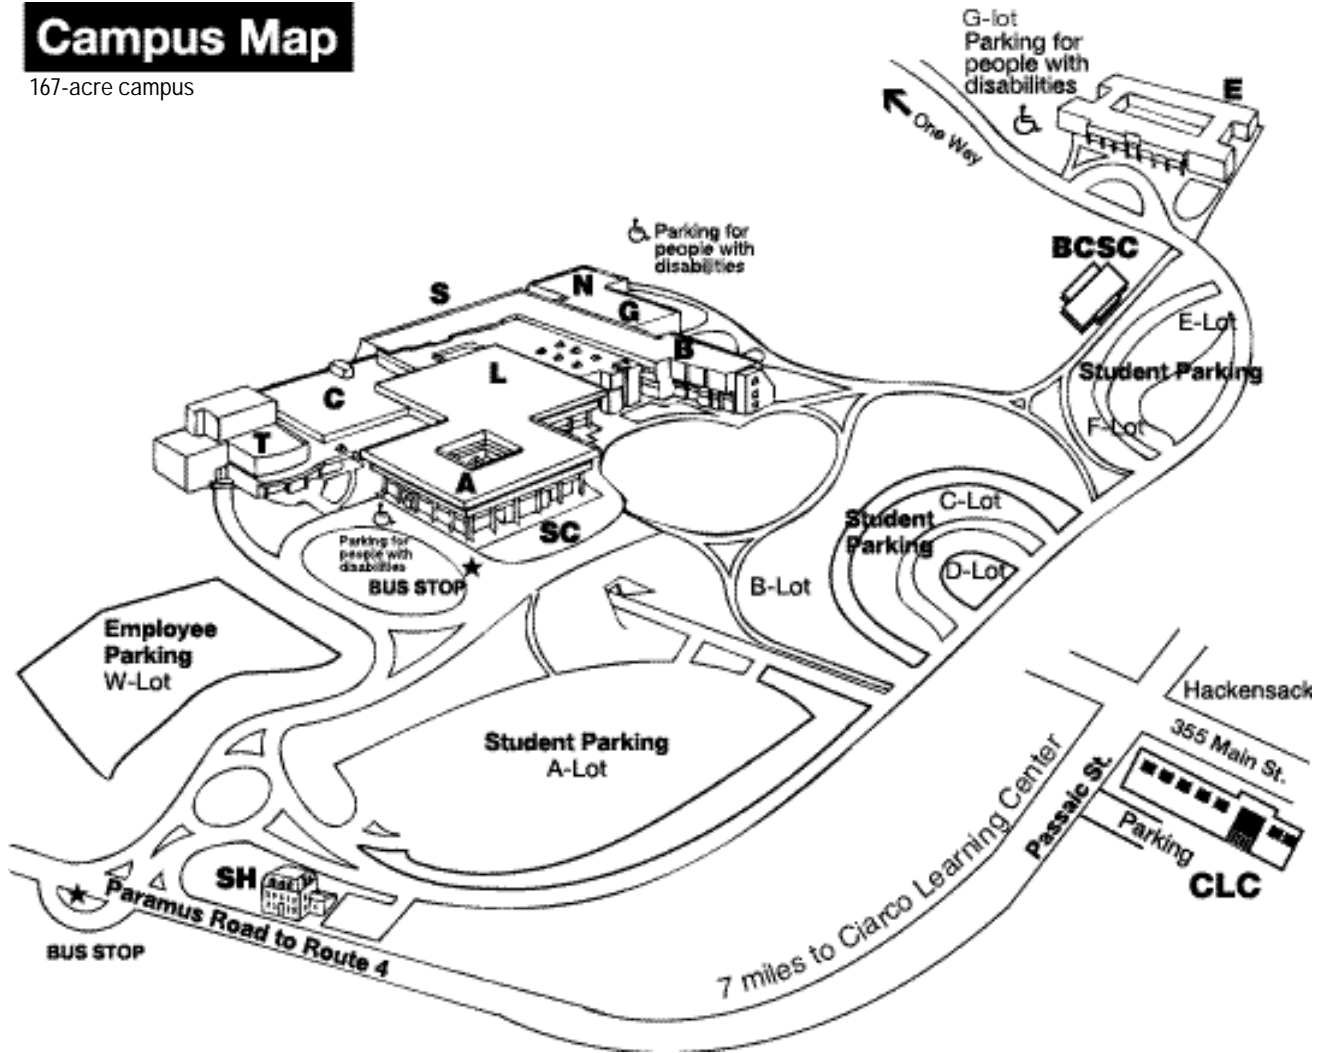 Campus Map
167-acre campus
G-lot
Parking for
people with
disabilities
E
One Way
BCSC
Parking for
people with
disabilities
N
S
G
B
L
C
T
A
SC
E-Lot
Student Parking
F-Lot
C-Lot
Student
Parking
D-Lot
B-Lot
Parking for
people with
disabilities
BUS STOP
Employee
Parking
W-Lot
Student Parking
A-Lot
Hackensack
355 Main St.
Passaic St.
Parking
CLC
7 miles to Ciarco Learning Center
SH
Paramus Road to Route 4
BUS STOP